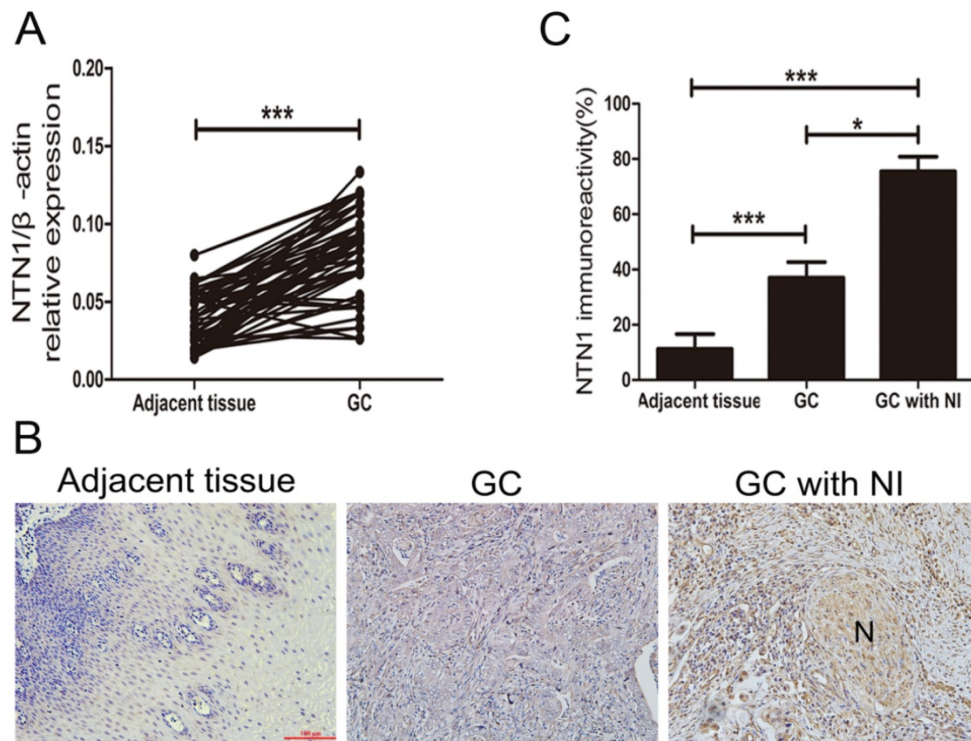 A
NTN1/β -actin
relative expression
0.20
0.15
0.10
0.05
0.00
***
Adjacent tissue
GC
C
NTN1 immunoreactivity(%)
100
80
60
40
20
0
***
*
***
Adjacent tissue
GC
GC with NI
B
Adjacent tissue
GC
GC with NI
N